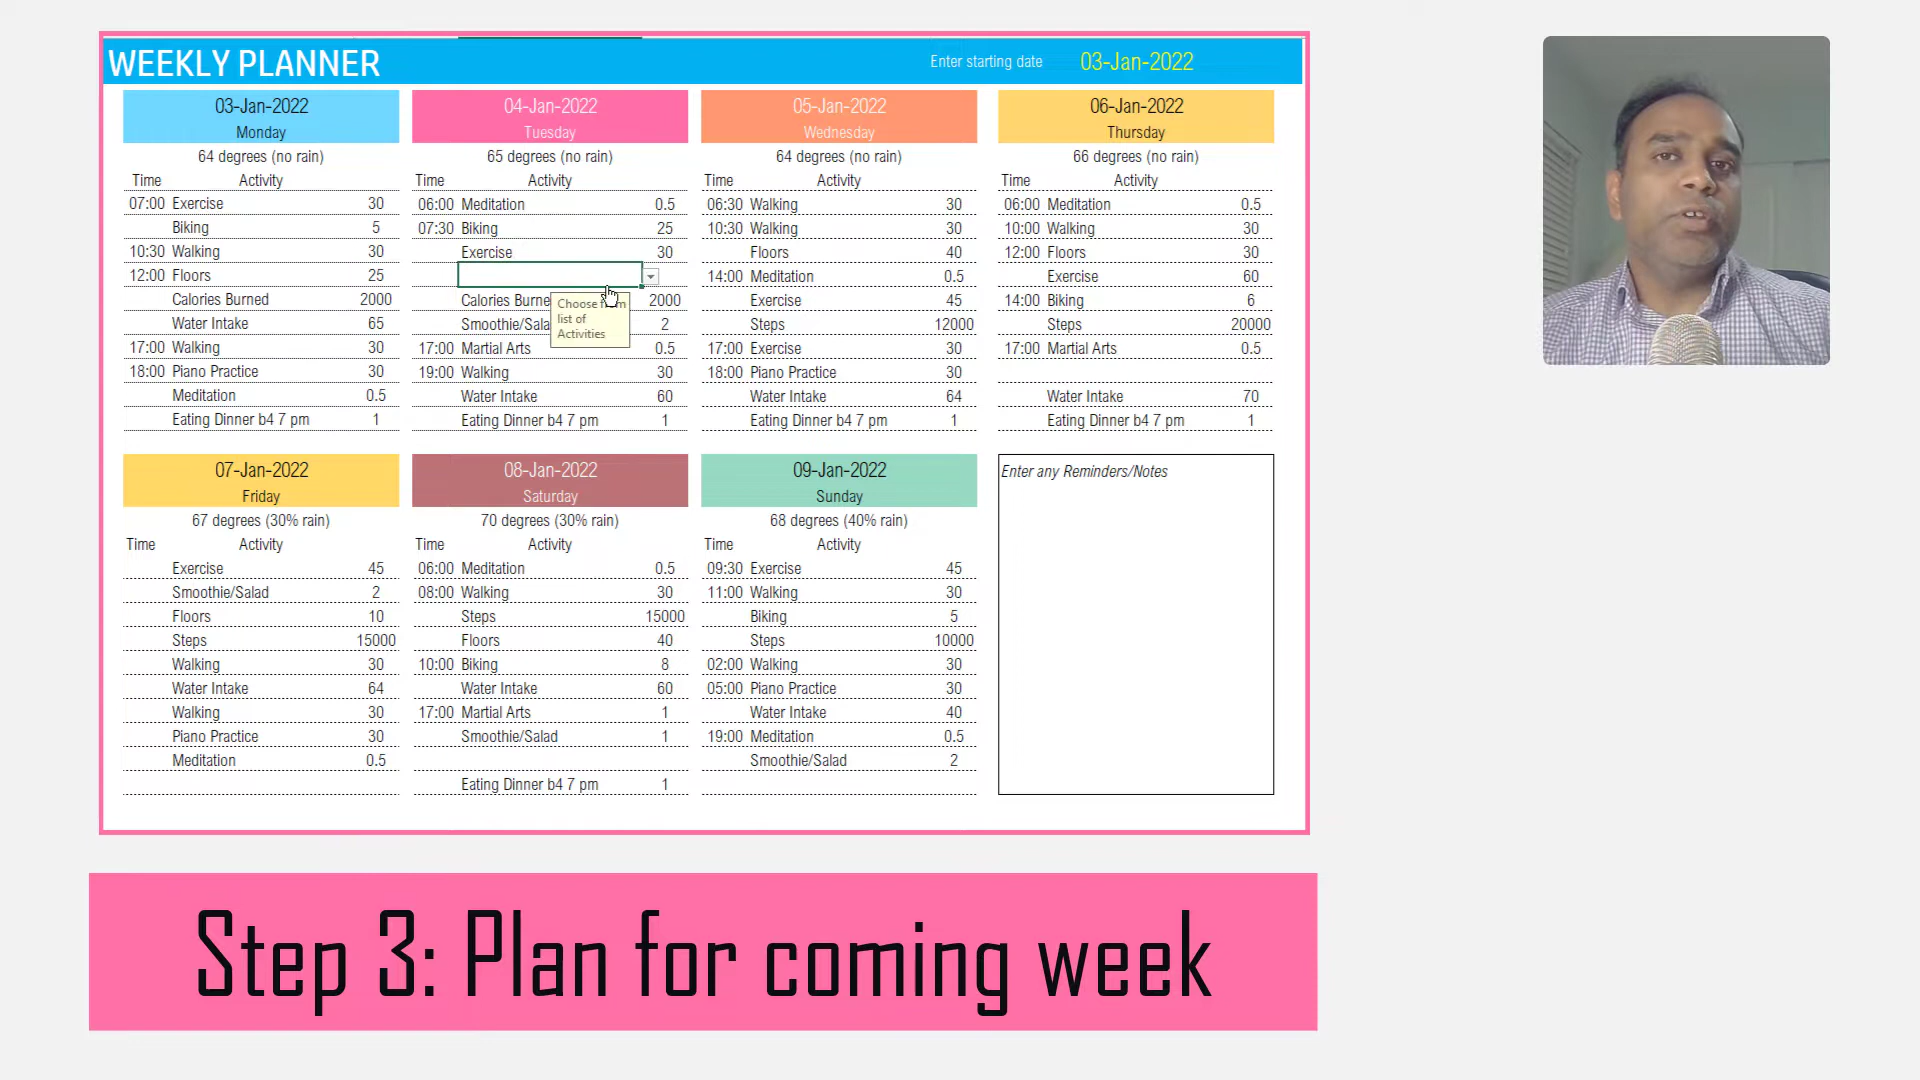 WEEKLY PLANNER
Enter starting date 03-Jan-2022
03-Jan-2022
Monday
64 degrees (no rain)
Time Activity
07:00 Exercise 30
Biking 5
10:30 Walking 30
12:00 Floors 25
Calories Burned 2000
Water Intake 65
17:00 Walking 30
18:00 Piano Practice 30
Meditation 0.5
Eating Dinner b4 7 pm 1
04-Jan-2022
Tuesday
65 degrees (no rain)
Time Activity
06:00 Meditation 0.5
07:30 Biking 25
Exercise 30
Calories Burne 2000
Smoothie/Sala 2
17:00 Martial Arts 0.5
19:00 Walking 30
Water Intake 60
Eating Dinner b4 7 pm 1
Choose from
list of
Activities
05-Jan-2022
Wednesday
64 degrees (no rain)
Time Activity
06:30 Walking 30
10:30 Walking 30
Floors 40
14:00 Meditation 0.5
Exercise 45
Steps 12000
17:00 Exercise 30
18:00 Piano Practice 30
Water Intake 64
Eating Dinner b4 7 pm 1
06-Jan-2022
Thursday
66 degrees (no rain)
Time Activity
06:00 Meditation 0.5
10:00 Walking 30
12:00 Floors 30
Exercise 60
14:00 Biking 6
Steps 20000
17:00 Martial Arts 0.5
Water Intake 70
Eating Dinner b4 7 pm 1
07-Jan-2022
Friday
67 degrees (30% rain)
Time Activity
Exercise 45
Smoothie/Salad 2
Floors 10
Steps 15000
Walking 30
Water Intake 64
Walking 30
Piano Practice 30
Meditation 0.5
08-Jan-2022
Saturday
70 degrees (30% rain)
Time Activity
06:00 Meditation 0.5
08:00 Walking 30
Steps 15000
Floors 40
10:00 Biking 8
Water Intake 60
17:00 Martial Arts 1
Smoothie/Salad 1
Eating Dinner b4 7 pm 1
09-Jan-2022
Sunday
68 degrees (40% rain)
Time Activity
09:30 Exercise 45
11:00 Walking 30
Biking 5
Steps 10000
02:00 Walking 30
05:00 Piano Practice 30
Water Intake 40
19:00 Meditation 0.5
Smoothie/Salad 2
Enter any Reminders/Notes
Step 3: Plan for coming week